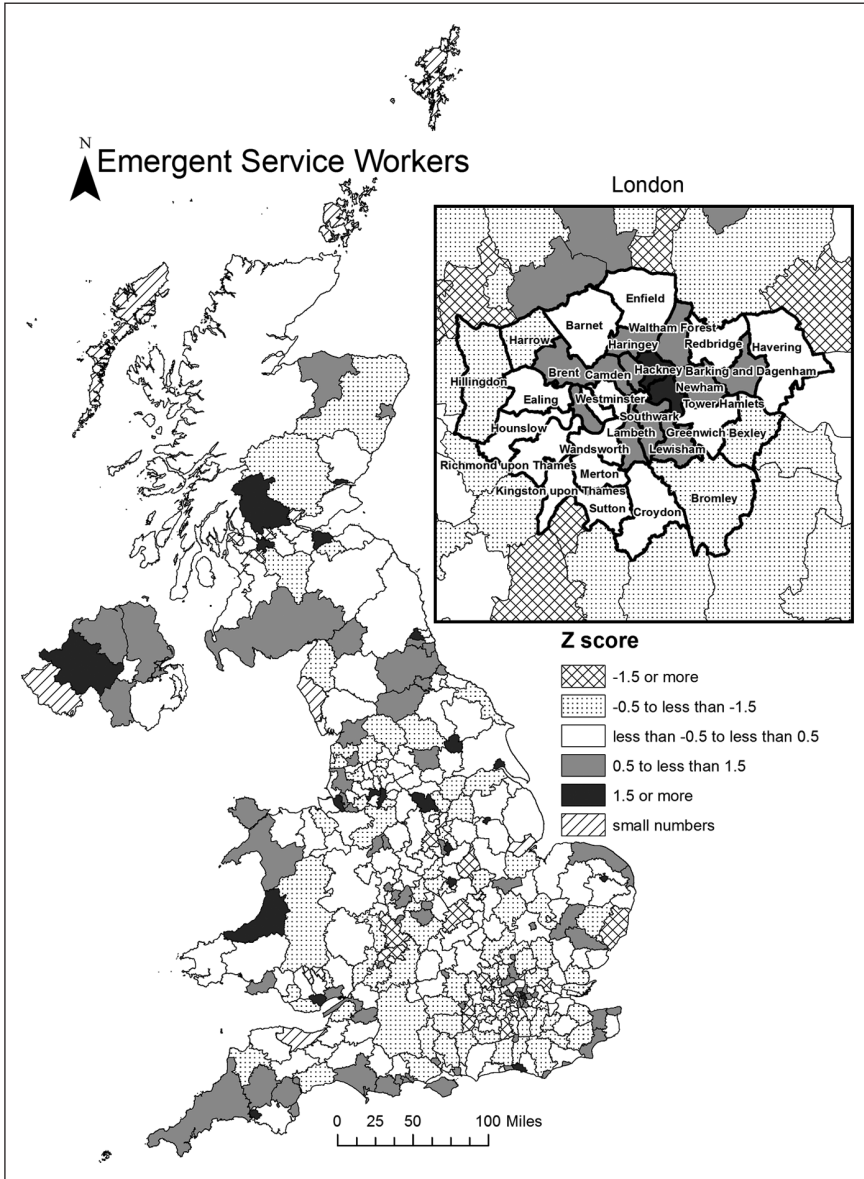 N
Emergent Service Workers
London
Enfield
Barnet
Waltham Forest
Harrow
Haringey
Redbridge
Havering
Hillingdon
Brent
Camden
Hackney
Barking and Dagenham
Newham
Ealing
Westminster
Tower Hamlets
Southwark
Hounslow
Lambeth
Greenwich
Bexley
Wandsworth
Lewisham
Richmond upon Thames
Merton
Kingston upon Thames
Bromley
Sutton
Croydon
Z score
-1.5 or more
-0.5 to less than -1.5
less than -0.5 to less than 0.5
0.5 to less than 1.5
1.5 or more
small numbers
0 25 50 100 Miles